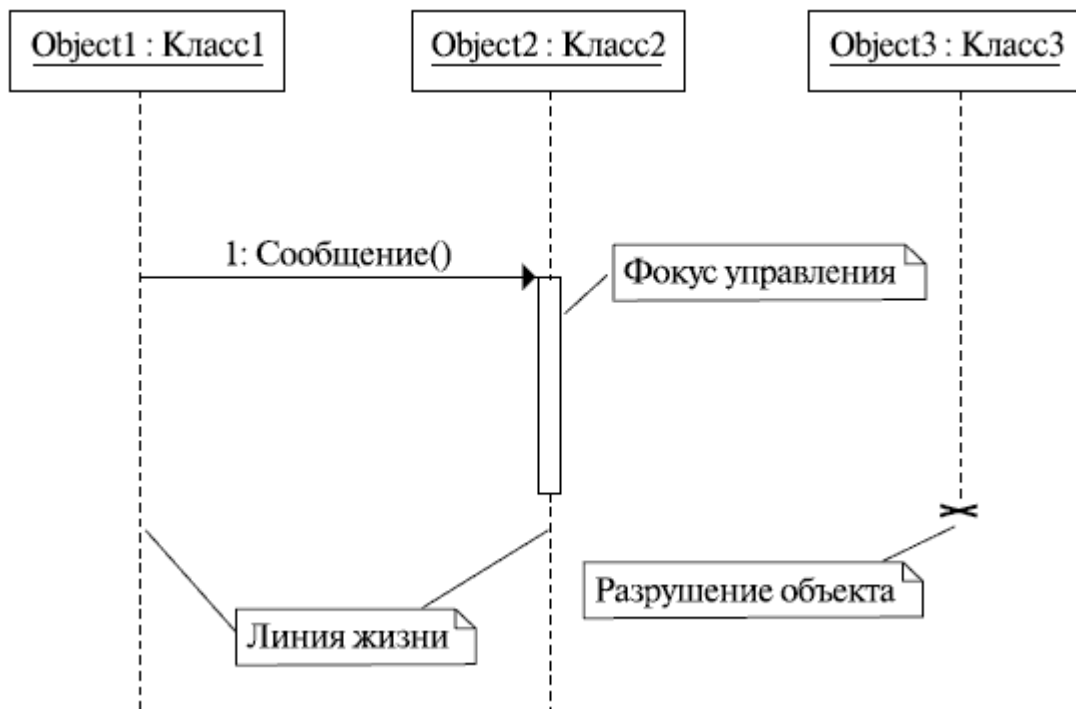 Object1 : Класс1
Object2 : Класс2
Object3 : Класс3
1: Сообщение()
Фокус управления
Разрушение объекта
Линия жизни